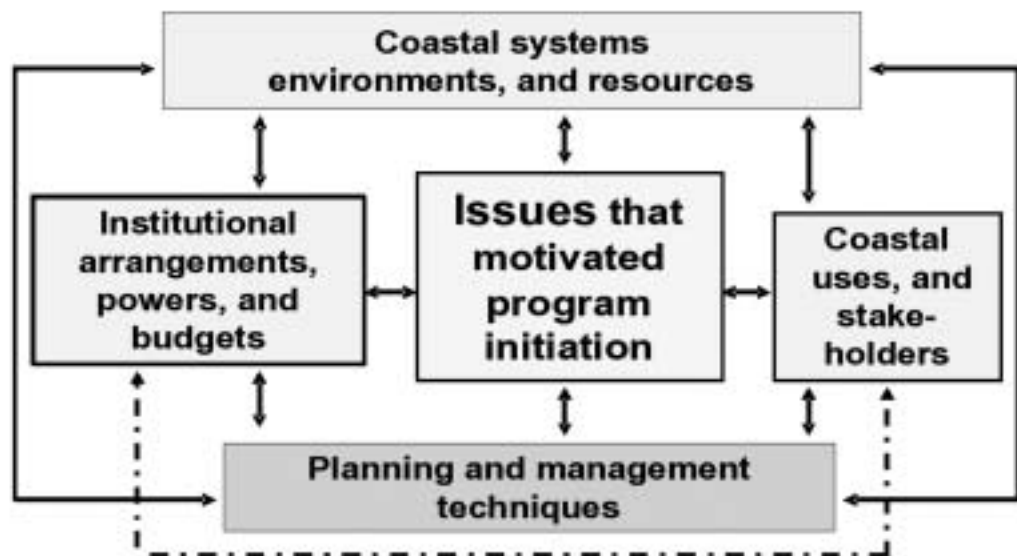 Coastal systems
environments, and resources
Institutional
arrangements,
powers, and
budgets
Issues that
motivated
program
initiation
Coastal
uses, and
stake-
holders
Planning and management
techniques